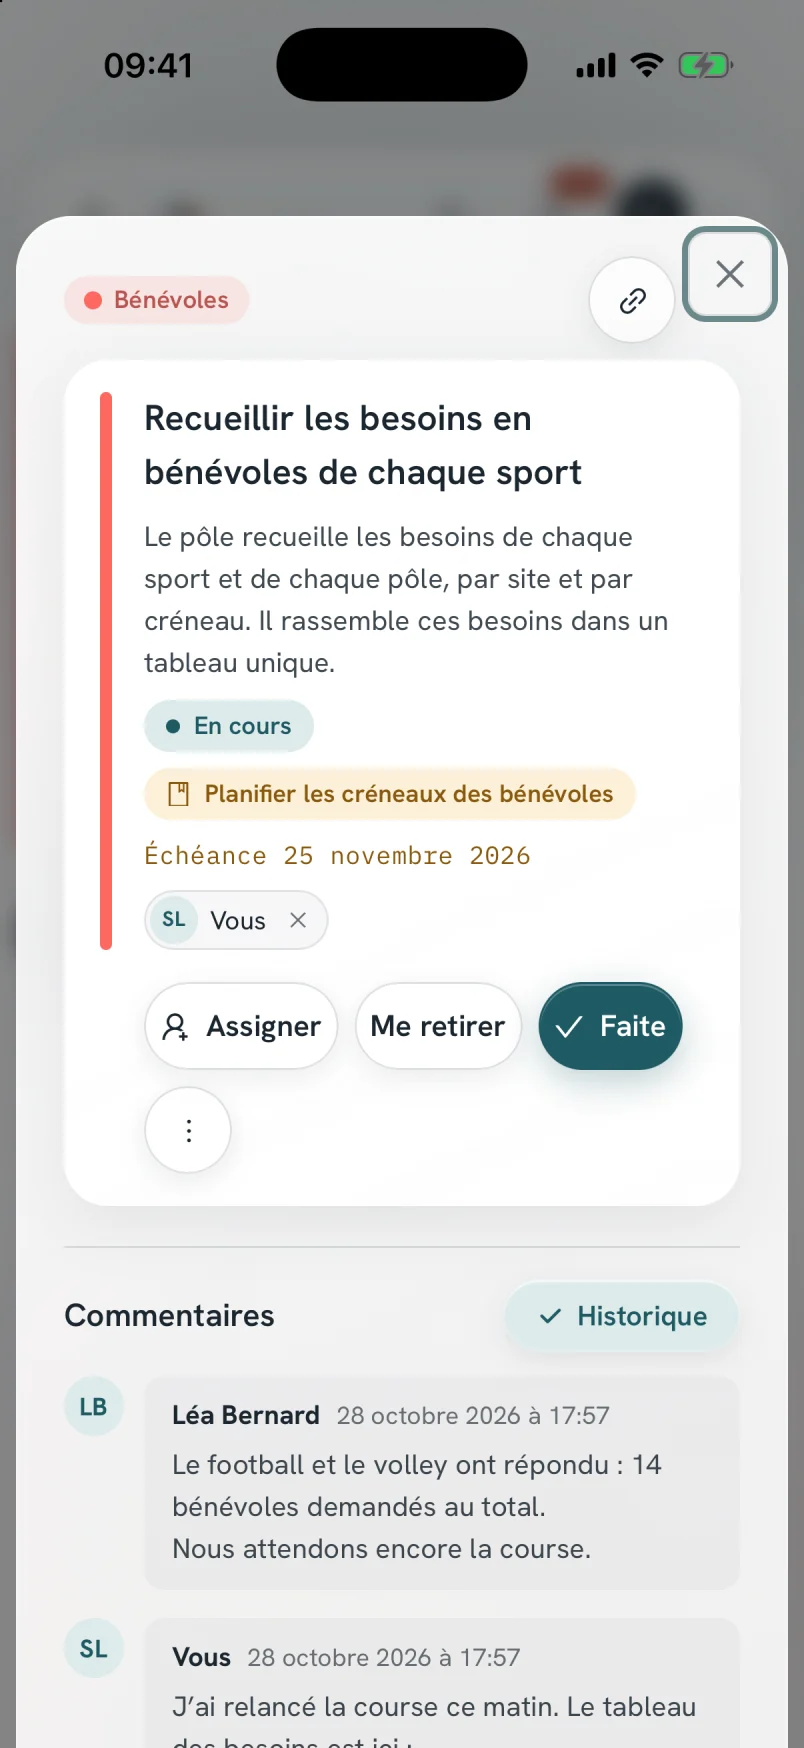 09:41
Bénévoles
Recueillir les besoins en
bénévoles de chaque sport
Le pôle recueille les besoins de chaque
sport et de chaque pôle, par site et par
créneau. Il rassemble ces besoins dans un
tableau unique.
En cours
Planifier les créneaux des bénévoles
Échéance 25 novembre 2026
SL Vous
Assigner
Me retirer
Faite
Commentaires
Historique
LB
Léa Bernard 28 octobre 2026 à 17:57
Le football et le volley ont répondu : 14
bénévoles demandés au total.
Nous attendons encore la course.
SL
Vous 28 octobre 2026 à 17:57
J’ai relancé la course ce matin. Le tableau
des besoins est ici :